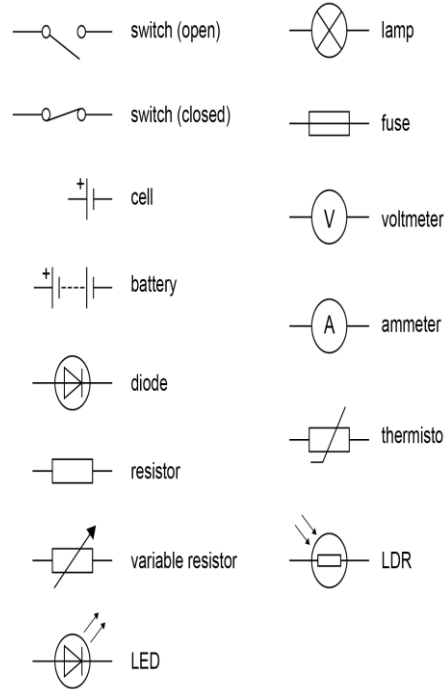 switch (open)
switch (closed)
+
cell
+
battery
diode
resistor
variable resistor
LED
lamp
fuse
V
voltmeter
A
ammeter
thermisto
LDR